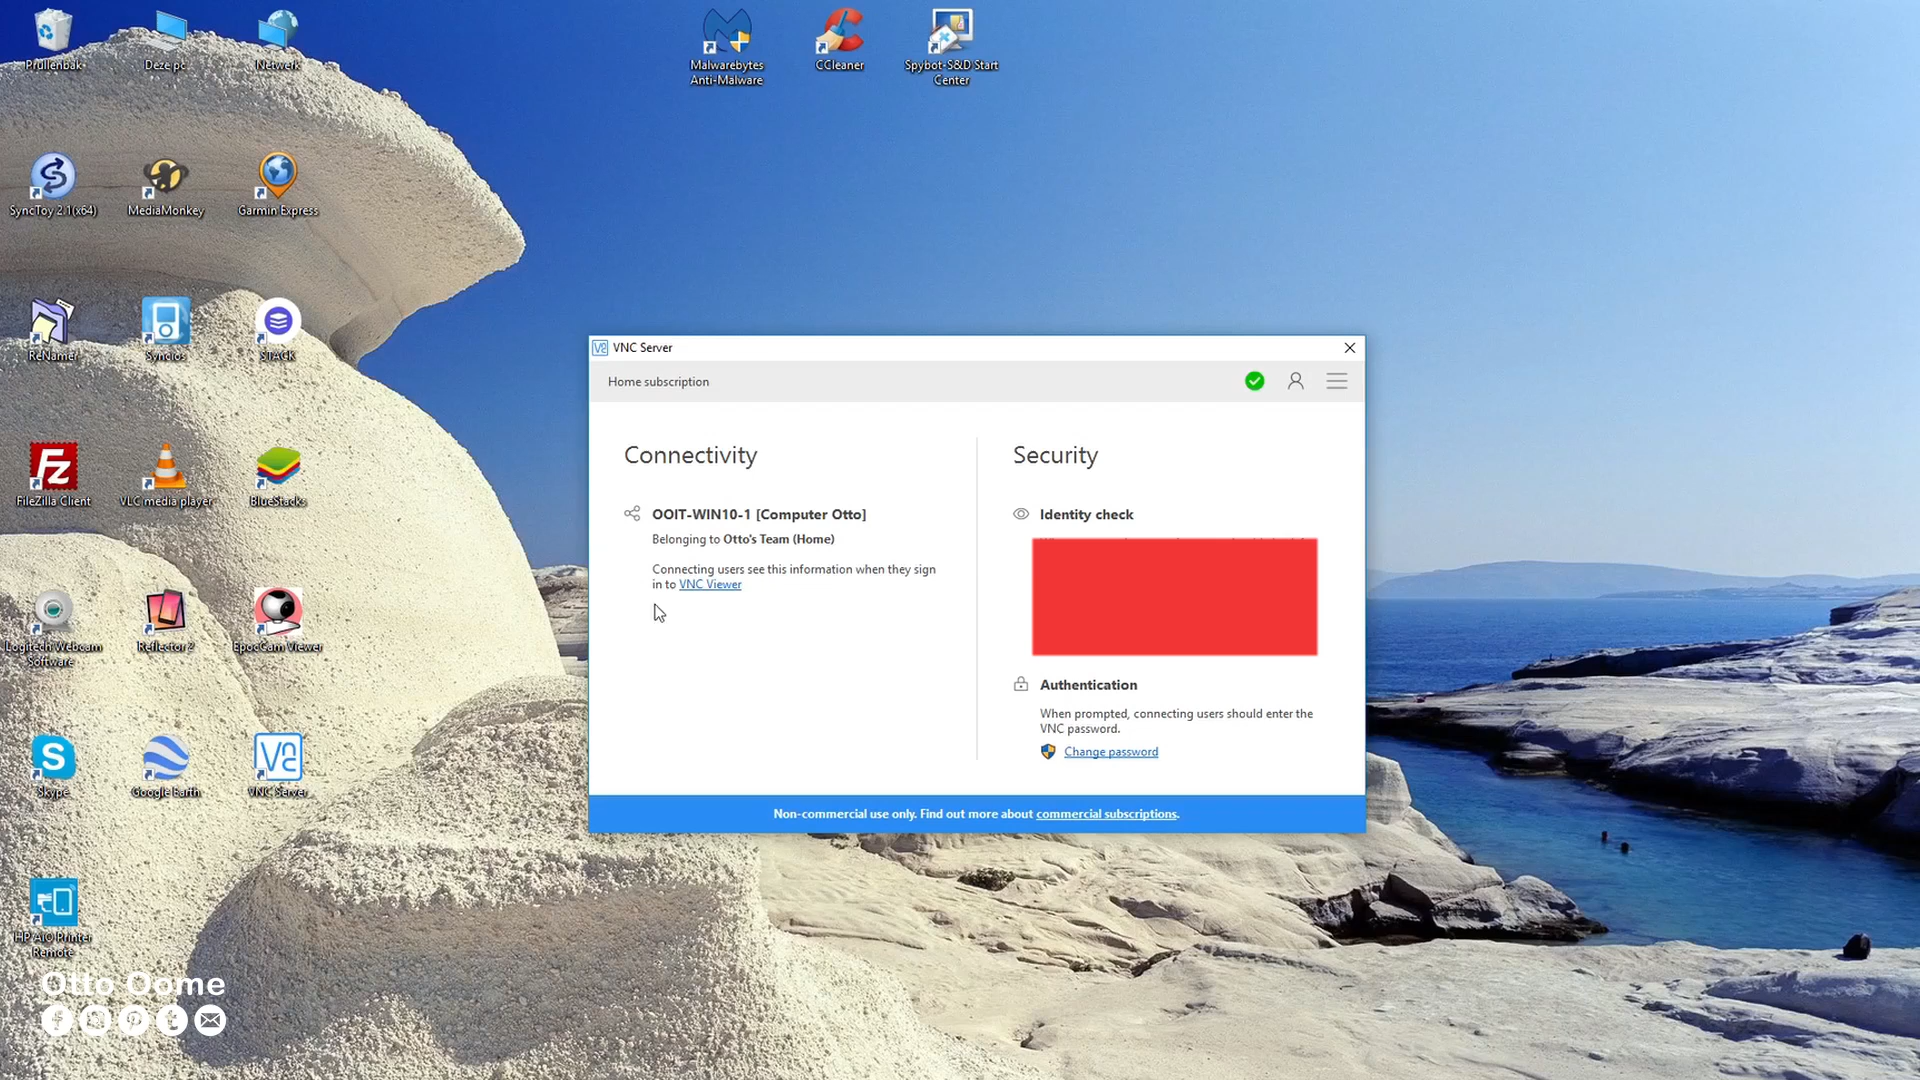 Prullenbak
Deze pc
Netwerk
Malwarebytes
Anti-Malware
CCleaner
Spybot-S&D Start
Center
SyncToy 2.1(x64)
MediaMonkey
Garmin Express
ReNamer
Syncios
STACK
FileZilla Client
VLC media player
BlueStacks
Logitech Webcam
Software
Reflector 2
EpocCam Viewer
Skype
Google Earth
VNC Server
HP AiO Printer
Remote
Otto Oome
VNC Server
Home subscription
Connectivity
OOIT-WIN10-1 [Computer Otto]
Belonging to Otto's Team (Home)
Connecting users see this information when they sign
in to VNC Viewer
Security
Identity check
Authentication
When prompted, connecting users should enter the
VNC password.
Change password
Non-commercial use only. Find out more about commercial subscriptions.